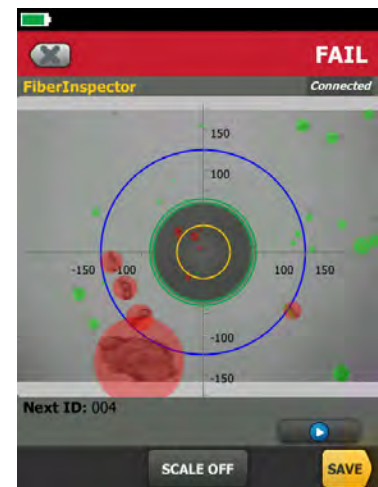 FAIL
FiberInspector Connected
150
100
-150 -100 100 150
-100
-150
Next ID: 004
SCALE OFF SAVE